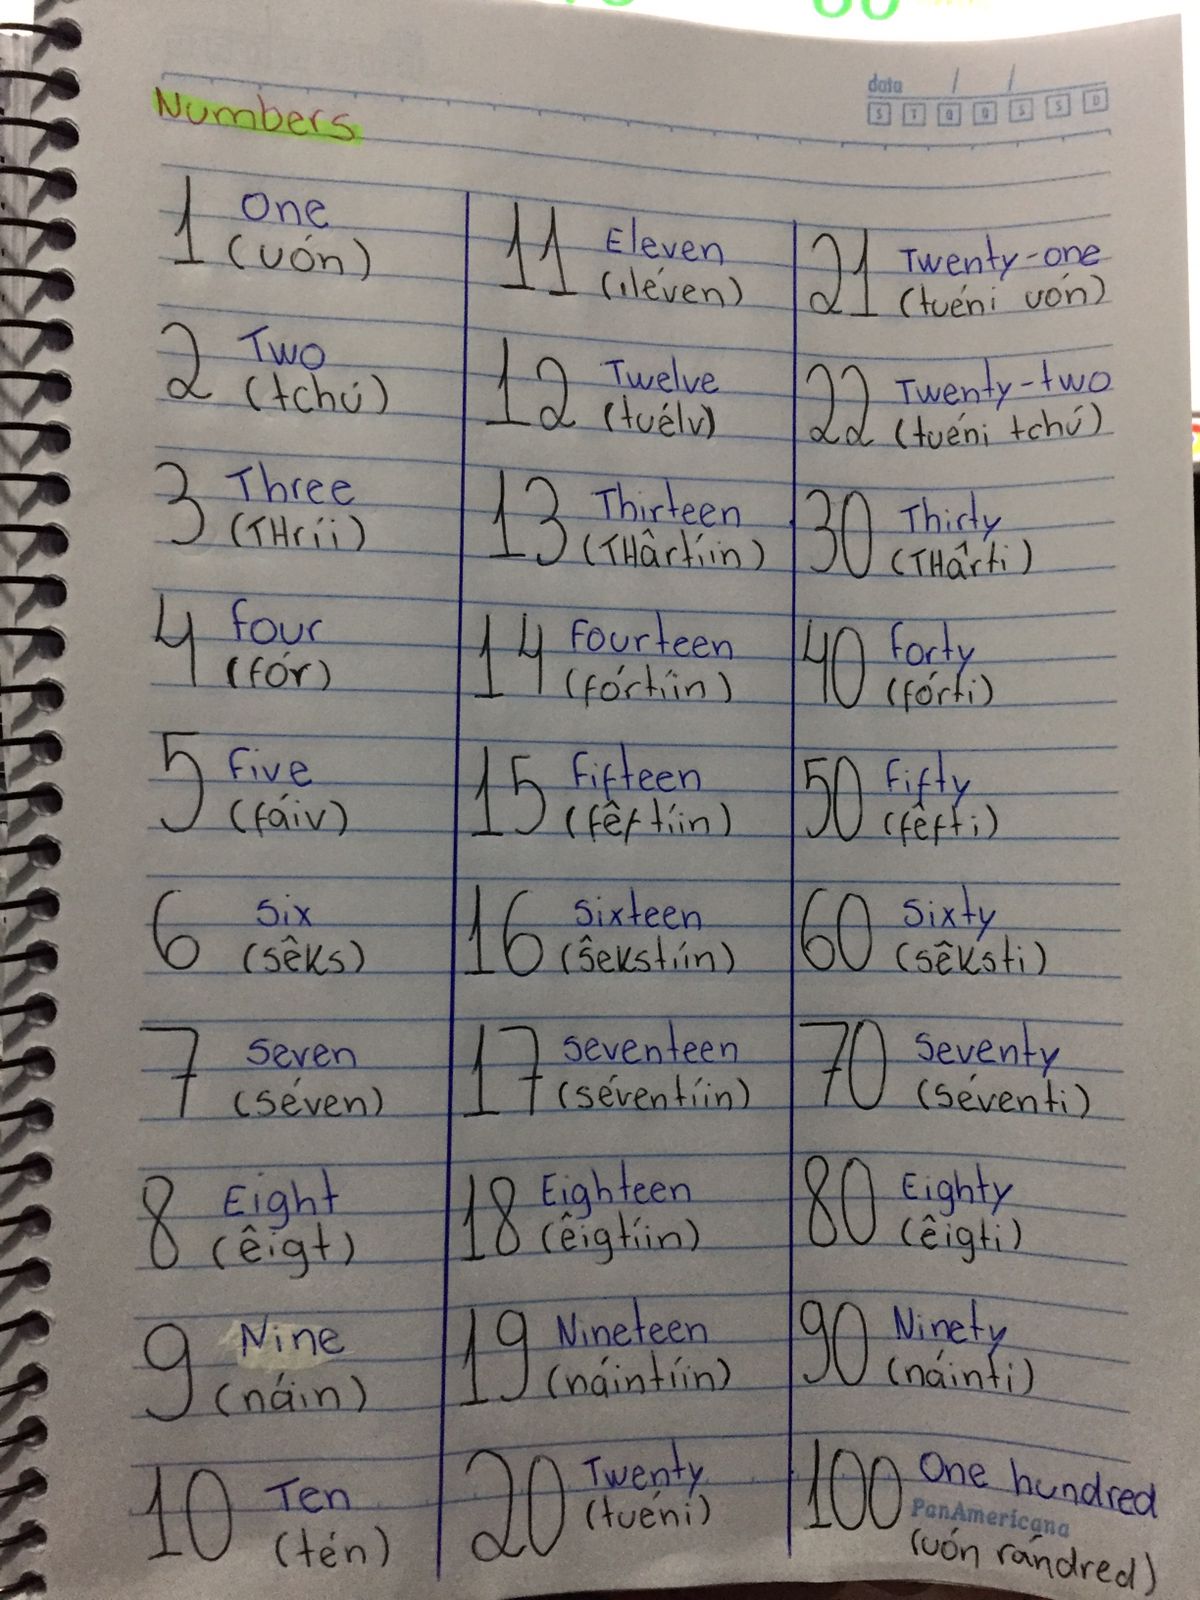 data / /
S T Q Q S S D
Numbers
1 One
(uón)
2 Two
(tchú)
3 Three
(THríi)
4 four
(fór)
5 five
(fáiv)
6 Six
(sêks)
7 Seven
(séven)
8 Eight
(êigt)
9 Nine
(náin)
10 Ten
(tén)
11 Eleven
(iléven)
12 Twelve
(tuélv)
13 Thirteen
(THârtíin)
14 Fourteen
(fórtíin)
15 Fifteen
(fêftíin)
16 Sixteen
(sêkstíin)
17 Seventeen
(séventíin)
18 Eighteen
(êigtíin)
19 Nineteen
(náintíin)
20 Twenty
(tuéni)
21 Twenty-one
(tuéni uón)
22 Twenty-two
(tuéni tchú)
30 Thirty
(THârti)
40 forty
(fórti)
50 Fifty
(fêfti)
60 Sixty
(sêksti)
70 Seventy
(séventi)
80 Eighty
(êigti)
90 Ninety
(náinti)
100 One hundred
PanAmericana
(uón rándred)